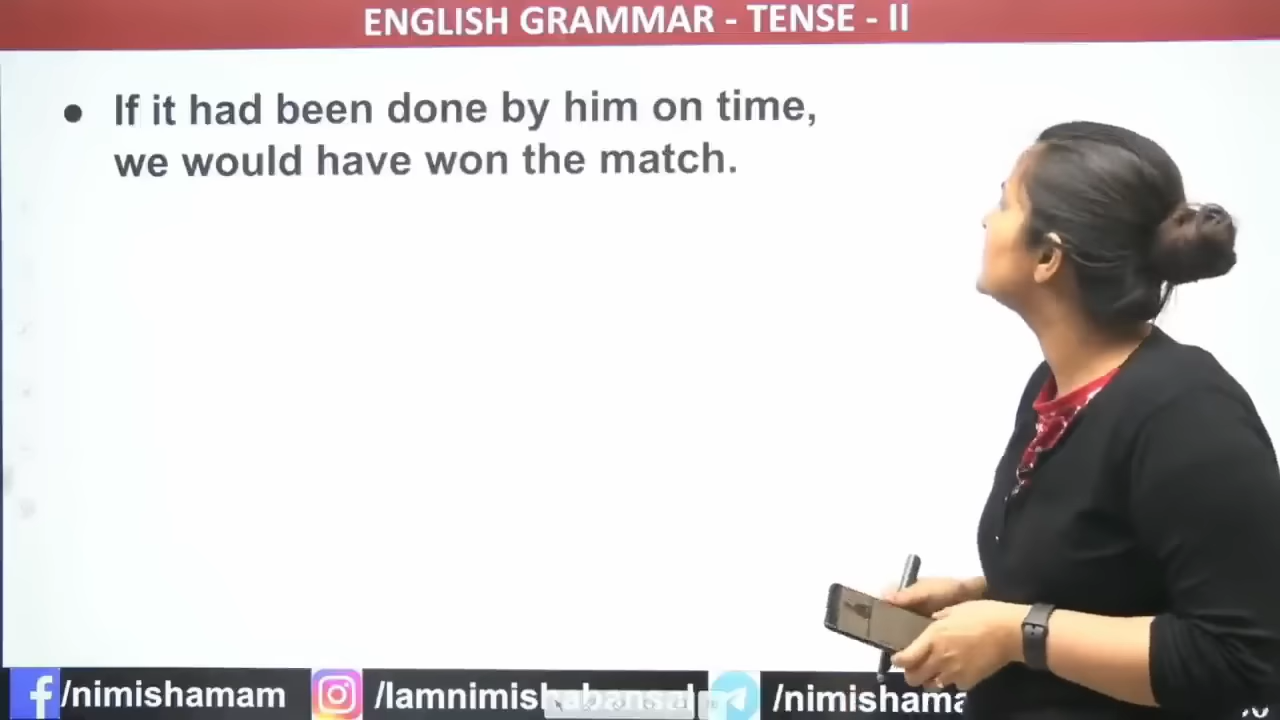 ENGLISH GRAMMAR - TENSE - II
• If it had been done by him on time,
we would have won the match.
/nimishamam /Iamnimishabansal /nimishama